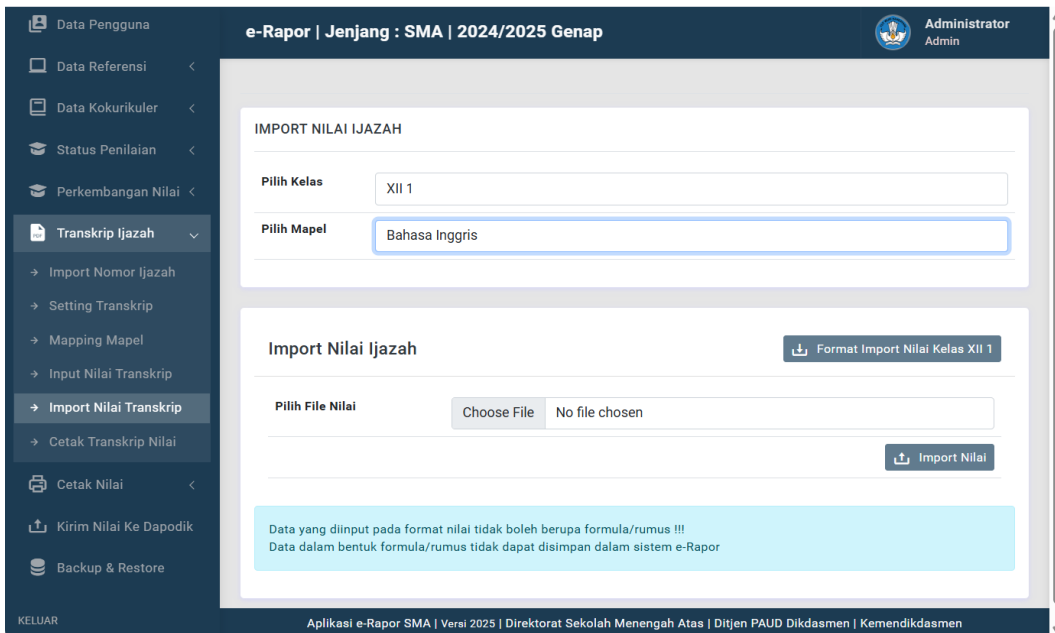 Data Pengguna
Data Referensi
Data Kokurikuler
Status Penilaian
Perkembangan Nilai
Transkrip Ijazah
Import Nomor Ijazah
Setting Transkrip
Mapping Mapel
Input Nilai Transkrip
Import Nilai Transkrip
Cetak Transkrip Nilai
Cetak Nilai
Kirim Nilai Ke Dapodik
Backup & Restore
KELUAR
e-Rapor | Jenjang : SMA | 2024/2025 Genap
Administrator
Admin
IMPORT NILAI IJAZAH
Pilih Kelas
XII 1
Pilih Mapel
Bahasa Inggris
Import Nilai Ijazah
Format Import Nilai Kelas XII 1
Pilih File Nilai
Choose File No file chosen
Import Nilai
Data yang diinput pada format nilai tidak boleh berupa formula/rumus !!!
Data dalam bentuk formula/rumus tidak dapat disimpan dalam sistem e-Rapor
Aplikasi e-Rapor SMA | Versi 2025 | Direktorat Sekolah Menengah Atas | Ditjen PAUD Dikdasmen | Kemendikdasmen